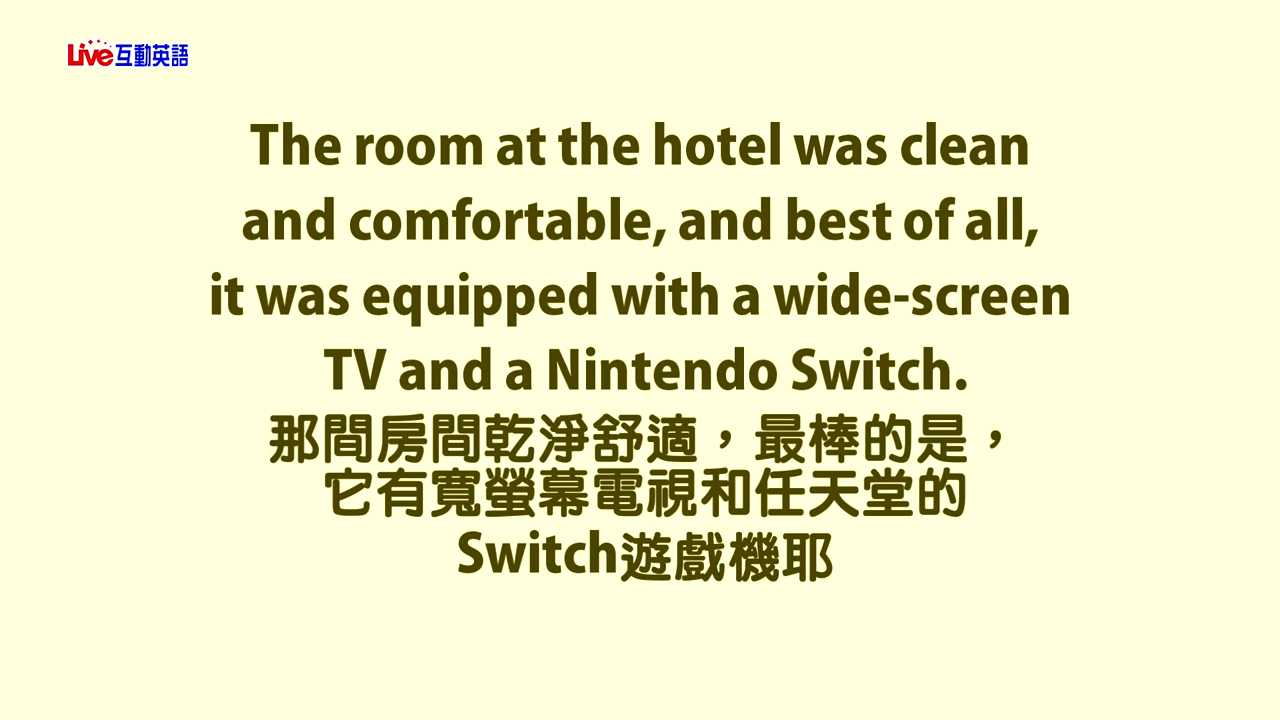 Live互動英語
The room at the hotel was clean
and comfortable, and best of all,
it was equipped with a wide-screen
TV and a Nintendo Switch.
那間房間乾淨舒適，最棒的是，
它有寬螢幕電視和任天堂的
Switch遊戲機耶